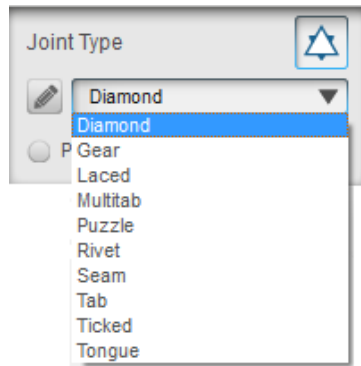 Joint Type
Diamond
Diamond
P
Gear
Laced
Multitab
Puzzle
Rivet
Seam
Tab
Ticked
Tongue